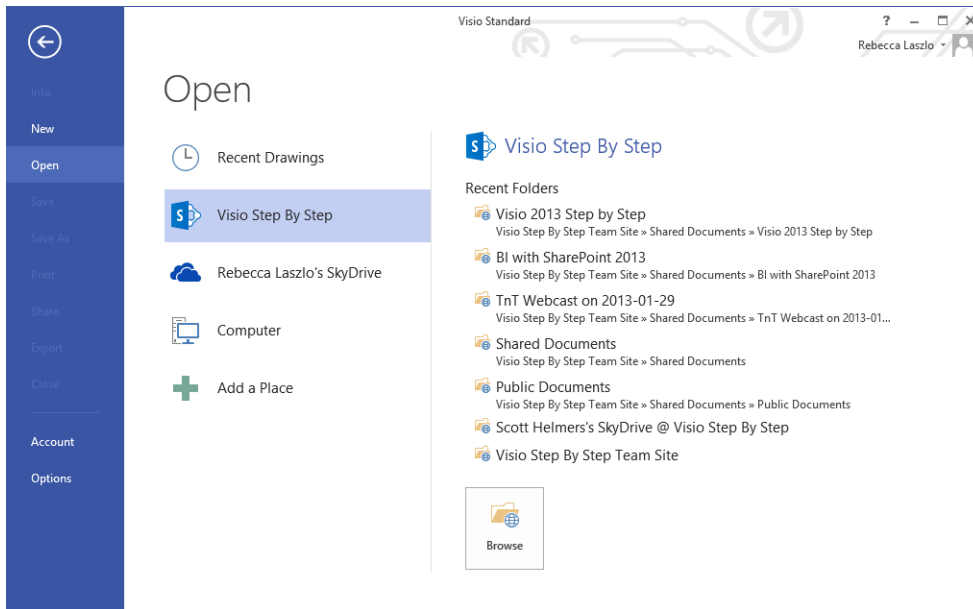 Visio Standard
?
Rebecca Laszlo
Info
New
Open
Save
Save As
Print
Share
Export
Close
Account
Options
Open
Recent Drawings
Visio Step By Step
Rebecca Laszlo's SkyDrive
Computer
Add a Place
Visio Step By Step
Recent Folders
Visio 2013 Step by Step
Visio Step By Step Team Site » Shared Documents » Visio 2013 Step by Step
BI with SharePoint 2013
Visio Step By Step Team Site » Shared Documents » BI with SharePoint 2013
TnT Webcast on 2013-01-29
Visio Step By Step Team Site » Shared Documents » TnT Webcast on 2013-01...
Shared Documents
Visio Step By Step Team Site » Shared Documents
Public Documents
Visio Step By Step Team Site » Shared Documents » Public Documents
Scott Helmers's SkyDrive @ Visio Step By Step
Visio Step By Step Team Site
Browse